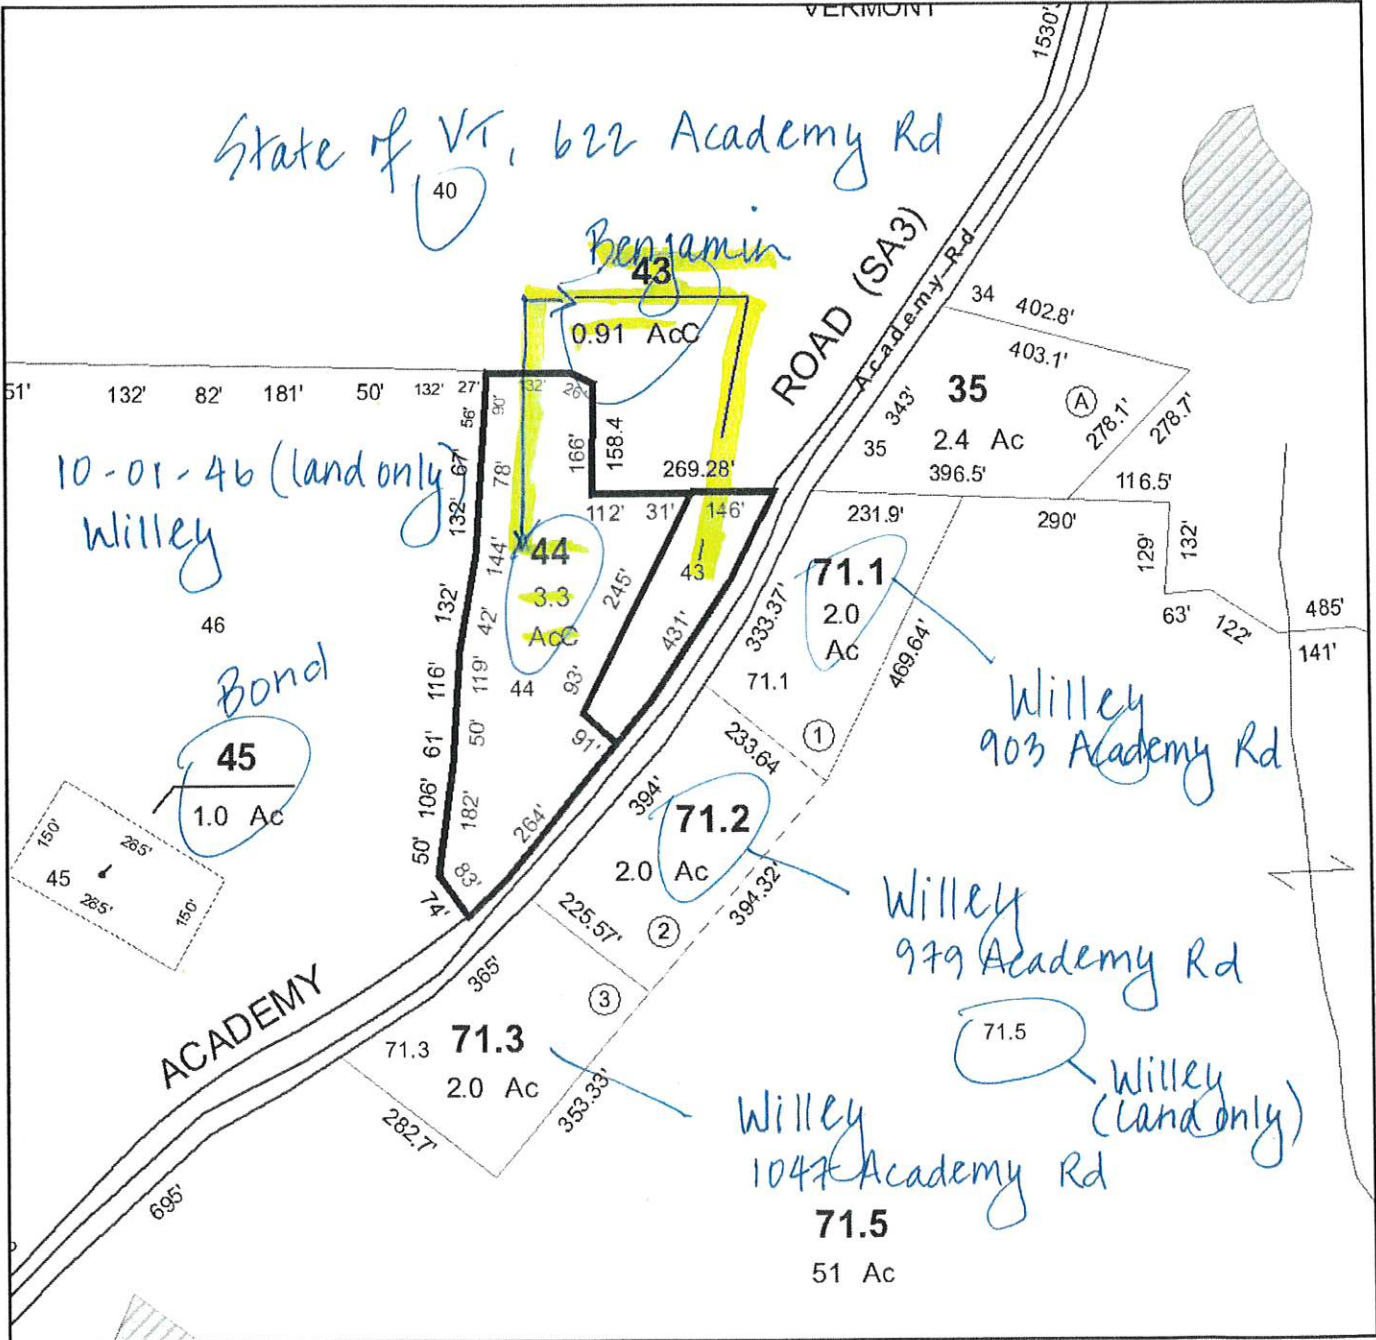 VERMONT
1530'
State of VT, 622 Academy Rd
40
Benjamin
43
0.91 AcC
ROAD (SA3)
Academy Rd
34 402.8'
403.1'
35
A
2.4 Ac
343'
35
396.5'
278.1'
278.7'
116.5'
51' 132' 82' 181' 50' 132' 27' 132' 26'
56'
90'
67'
78'
166'
158.4
269.28'
10-01-46 (land only)
Willey
132'
112' 31' 146'
231.9'
290'
129'
132'
144'
44
3.3
AcC
43
245'
431'
71.1
2.0
Ac
333.37'
469.64'
63'
122'
485'
141'
132'
42'
46
116'
119'
44
93'
71.1
Willey
903 Academy Rd
Bond
45
1.0 Ac
61'
50'
91'
233.64
1
106'
182'
264'
394'
71.2
2.0 Ac
394.32'
150'
265'
45
265'
150'
50'
83'
74'
225.57'
2
Willey
979 Academy Rd
ACADEMY
365'
3
71.3 71.3
2.0 Ac
353.33'
282.7'
71.5
Willey
(land only)
Willey
1047 Academy Rd
695'
71.5
51 Ac